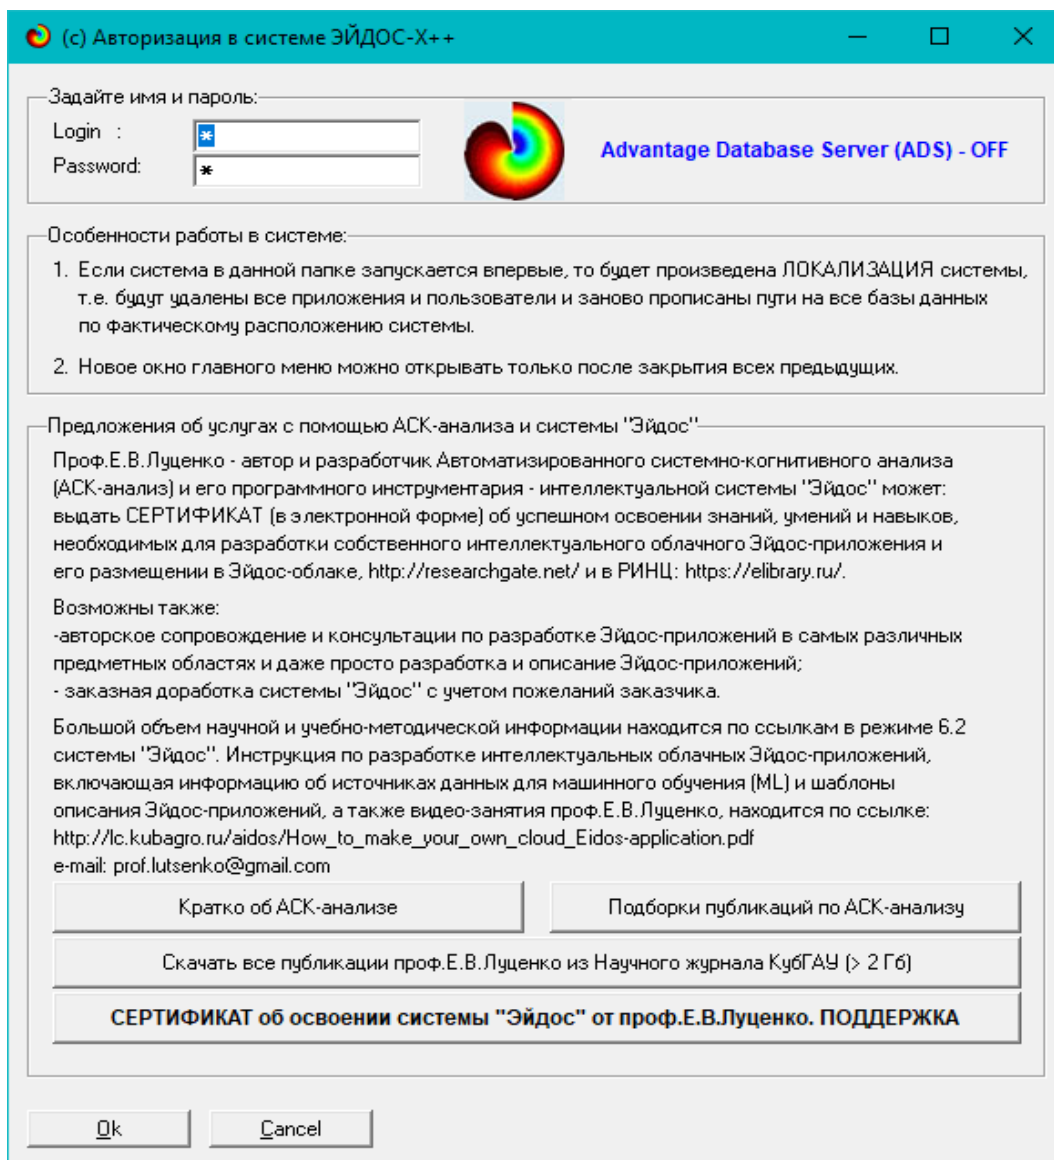 (c) Авторизация в системе ЭЙДОС-Х++
Задайте имя и пароль:
Login :
*
Password:
*
Advantage Database Server (ADS) - OFF
Особенности работы в системе:
1. Если система в данной папке запускается впервые, то будет произведена ЛОКАЛИЗАЦИЯ системы,
т.е. будут удалены все приложения и пользователи и заново прописаны пути на все базы данных
по фактическому расположению системы.
2. Новое окно главного меню можно открывать только после закрытия всех предыдущих.
Предложения об услугах с помощью АСК-анализа и системы "Эйдос"
Проф.Е.В.Луценко - автор и разработчик Автоматизированного системно-когнитивного анализа
(АСК-анализ) и его программного инструментария - интеллектуальной системы "Эйдос" может:
выдать СЕРТИФИКАТ (в электронной форме) об успешном освоении знаний, умений и навыков,
необходимых для разработки собственного интеллектуального облачного Эйдос-приложения и
его размещении в Эйдос-облаке, http://researchgate.net/ и в РИНЦ: https://elibrary.ru/.
Возможны также:
-авторское сопровождение и консультации по разработке Эйдос-приложений в самых различных
предметных областях и даже просто разработка и описание Эйдос-приложений;
- заказная доработка системы "Эйдос" с учетом пожеланий заказчика.
Большой объем научной и учебно-методической информации находится по ссылкам в режиме 6.2
системы "Эйдос". Инструкция по разработке интеллектуальных облачных Эйдос-приложений,
включающая информацию об источниках данных для машинного обучения (ML) и шаблоны
описания Эйдос-приложений, а также видео-занятия проф.Е.В.Луценко, находится по ссылке:
http://lc.kubagro.ru/aidos/How_to_make_your_own_cloud_Eidos-application.pdf
e-mail: prof.lutsenko@gmail.com
Кратко об АСК-анализе
Подборки публикаций по АСК-анализу
Скачать все публикации проф.Е.В.Луценко из Научного журнала КубГАУ (> 2 Гб)
СЕРТИФИКАТ об освоении системы "Эйдос" от проф.Е.В.Луценко. ПОДДЕРЖКА
Ok
Cancel